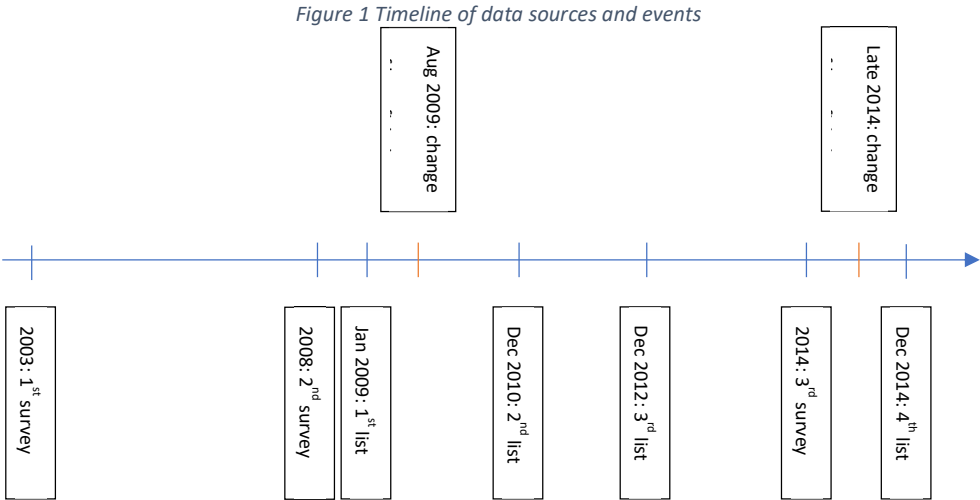 Figure 1 Timeline of data sources and events
Aug 2009: change
Late 2014: change
2003: 1st survey
2008: 2nd survey
Jan 2009: 1st list
Dec 2010: 2nd list
Dec 2012: 3rd list
2014: 3rd survey
Dec 2014: 4th list